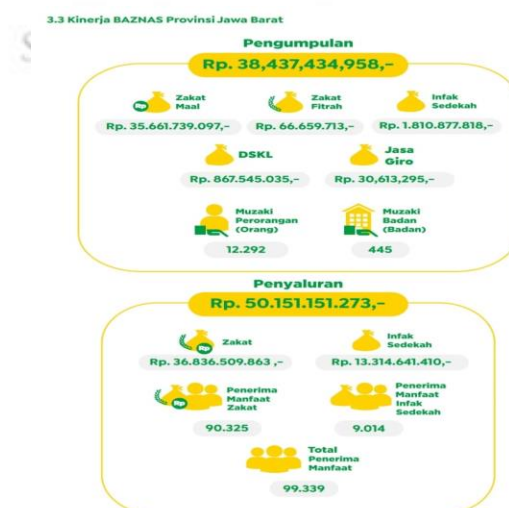 3.3 Kinerja BAZNAS Provinsi Jawa Barat
Pengumpulan
Rp. 38,437,434,958,-
Zakat
Maal
Rp. 35.661.739.097,-
Zakat
Fitrah
Rp. 66.659.713,-
Infak
Sedekah
Rp. 1.810.877.818,-
DSKL
Rp. 867.545.035,-
Jasa
Giro
Rp. 30,613,295,-
Muzaki
Perorangan
(Orang)
12.292
Muzaki
Badan
(Badan)
445
Penyaluran
Rp. 50.151.151.273,-
Rp
Zakat
Rp. 36.836.509.863 ,-
Infak
Sedekah
Rp. 13.314.641.410,-
Rp
Penerima
Manfaat
Zakat
90.325
Penerima
Manfaat
Infak
Sedekah
9.014
Total
Penerima
Manfaat
99.339